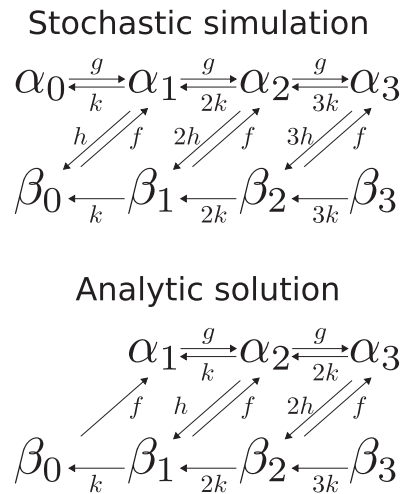 Stochastic simulation
g g g
α0 α1 α2 α3
k 2k 3k
h f 2h f 3h f
β0 β1 β2 β3
k 2k 3k
Analytic solution
g g
α1 α2 α3
k 2k
f h f 2h f
β0 β1 β2 β3
k 2k 3k